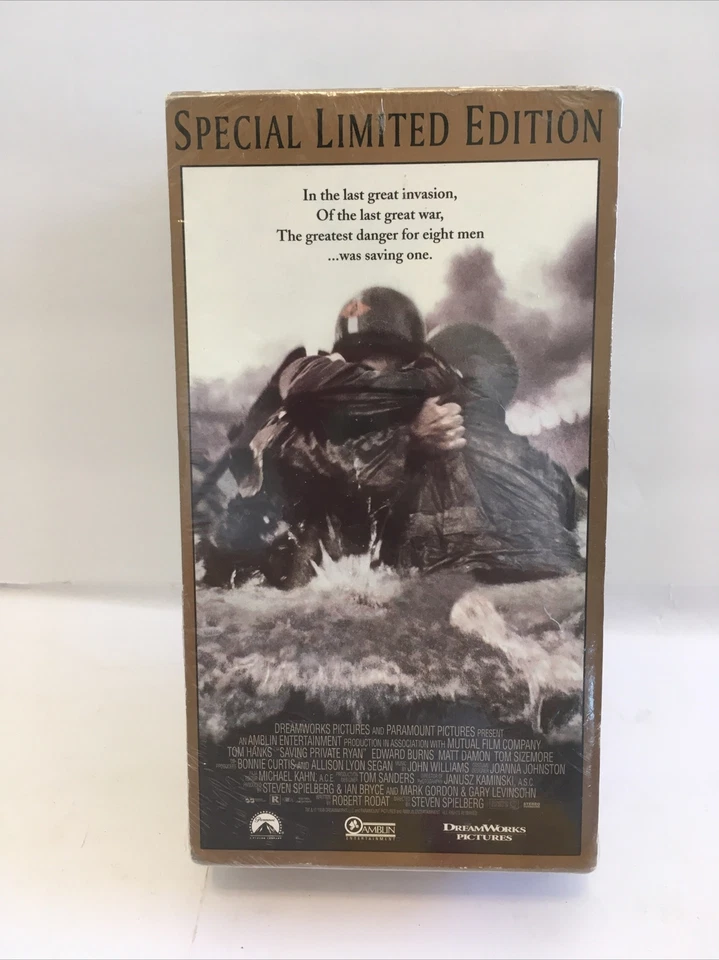 SPECIAL LIMITED EDITION
In the last great invasion,
Of the last great war,
The greatest danger for eight men
...was saving one.
DREAMWORKS PICTURES AND PARAMOUNT PICTURES PRESENT
AN AMBLIN ENTERTAINMENT PRODUCTION IN ASSOCIATION WITH MUTUAL FILM COMPANY
TOM HANKS "SAVING PRIVATE RYAN" EDWARD BURNS MATT DAMON TOM SIZEMORE
BONNIE CURTIS AND ALLISON LYON SEGAN JOHN WILLIAMS JOANNA JOHNSTON
MICHAEL KAHN, A.C.E. TOM SANDERS JANUSZ KAMINSKI, A.S.C.
STEVEN SPIELBERG & IAN BRYCE AND MARK GORDON & GARY LEVINSOHN
R ROBERT RODAT STEVEN SPIELBERG
Paramount
AMBLIN
ENTERTAINMENT
DREAMWORKS
PICTURES